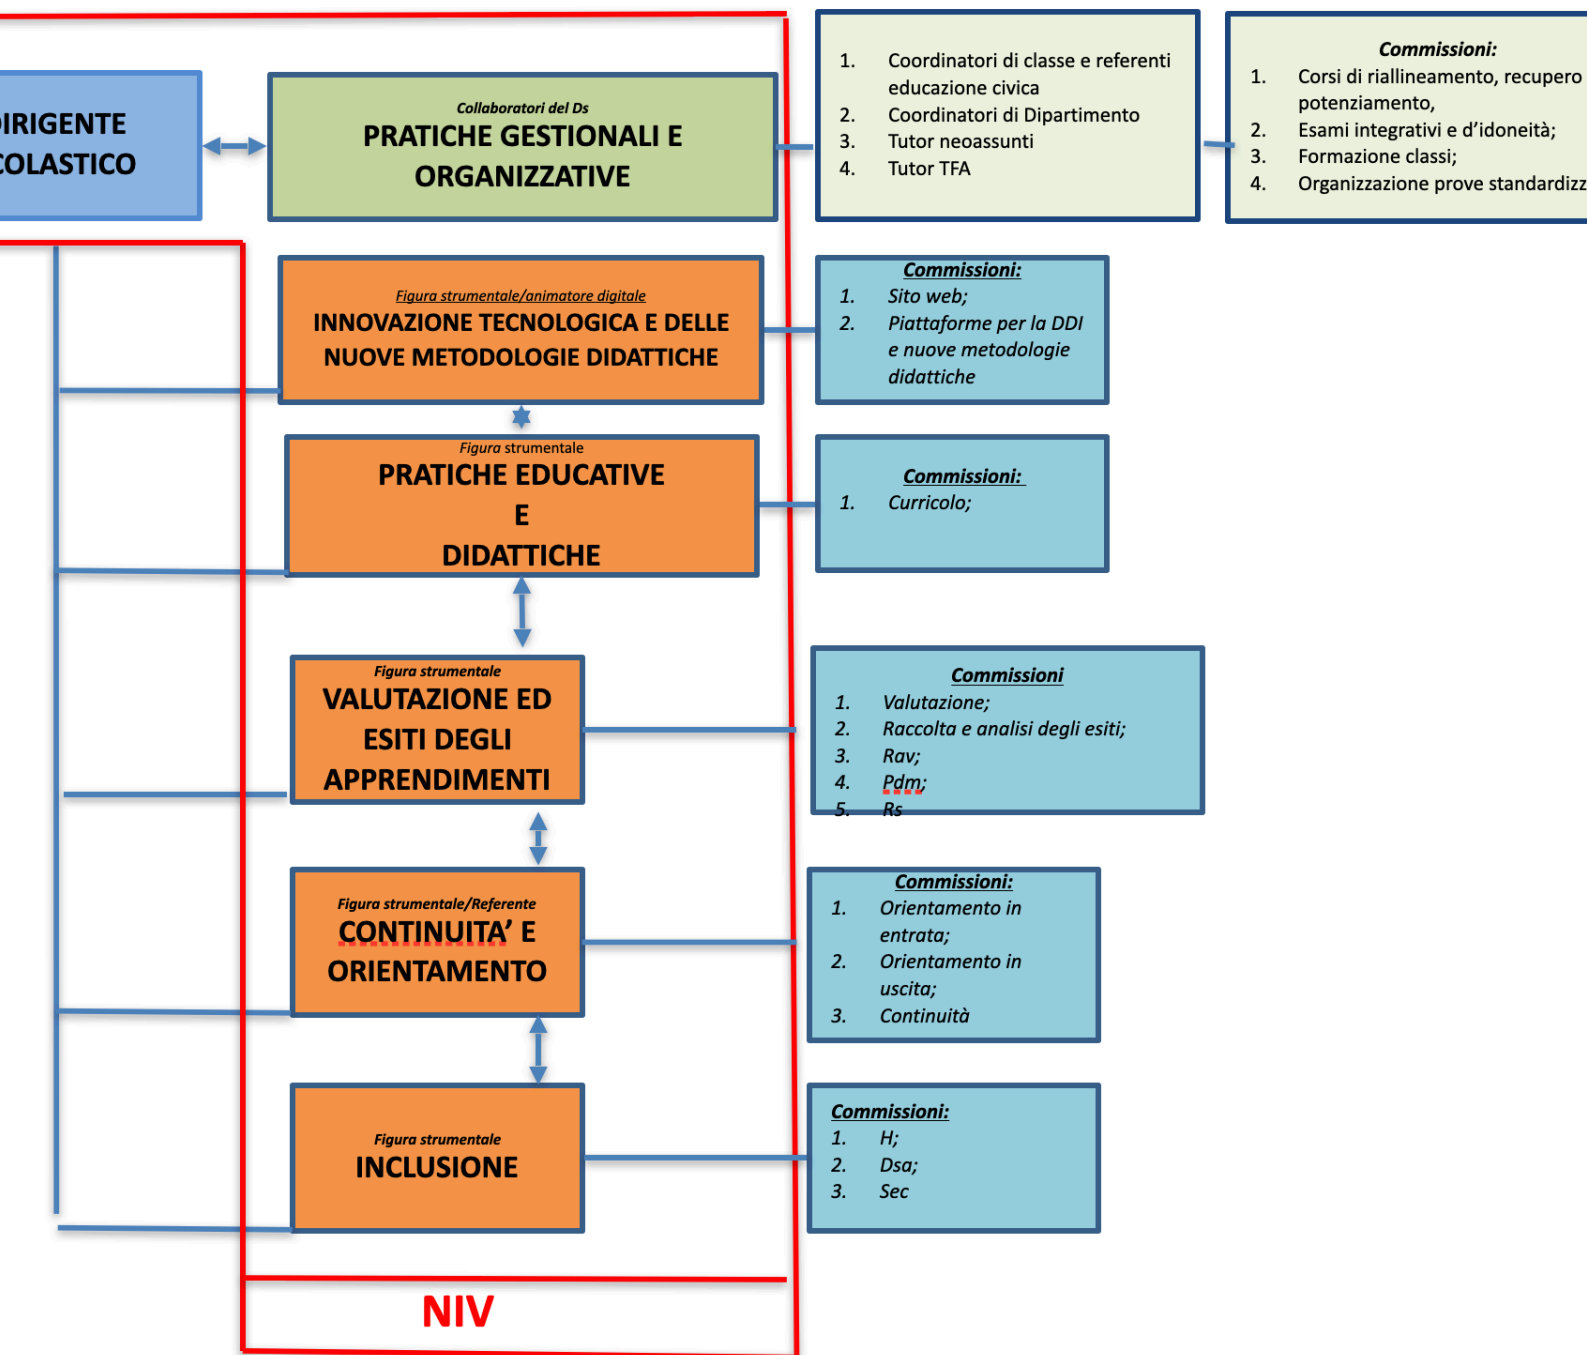 IRIGENTE
COLASTICO
Collaboratori del Ds
PRATICHE GESTIONALI E
ORGANIZZATIVE
1. Coordinatori di classe e referenti
educazione civica
2. Coordinatori di Dipartimento
3. Tutor neoassunti
4. Tutor TFA
Commissioni:
1. Corsi di riallineamento, recupero
potenziamento,
2. Esami integrativi e d'idoneità;
3. Formazione classi;
4. Organizzazione prove standardizz
Figura strumentale/animatore digitale
INNOVAZIONE TECNOLOGICA E DELLE
NUOVE METODOLOGIE DIDATTICHE
Commissioni:
1. Sito web;
2. Piattaforme per la DDI
e nuove metodologie
didattiche
Figura strumentale
PRATICHE EDUCATIVE
E
DIDATTICHE
Commissioni:
1. Curricolo;
Figura strumentale
VALUTAZIONE ED
ESITI DEGLI
APPRENDIMENTI
Commissioni
1. Valutazione;
2. Raccolta e analisi degli esiti;
3. Rav;
4. Pdm;
5. Rs
Figura strumentale/Referente
CONTINUITA' E
ORIENTAMENTO
Commissioni:
1. Orientamento in
entrata;
2. Orientamento in
uscita;
3. Continuità
Figura strumentale
INCLUSIONE
Commissioni:
1. H;
2. Dsa;
3. Sec
NIV